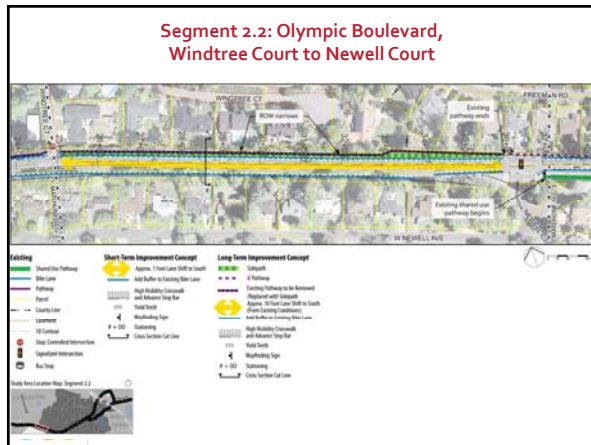 Segment 2.2: Olympic Boulevard,
Windtree Court to Newell Court
WINDTREE CT
FREEMAN RD
WINDTREE CT
ROW narrows
Existing
pathway ends
Existing shared use
pathway begins
W NEWELL AVE
Existing
Shared Use Pathway
Bike Lane
Pathway
Parcel
County Line
Easement
10' Contour
Stop Controlled Intersection
Signalized Intersection
Bus Stop
Short-Term Improvement Concept
Approx. 1 Foot Lane Shift to South
Add Buffer to Existing Bike Lane
High Visibility Crosswalk
and Advance Stop Bar
Yield Teeth
Wayfinding Sign
# + 00 Stationing
Cross Section Cut Line
Long-Term Improvement Concept
Sidepath
6' Pathway
Existing Pathway to be Removed
/Replaced with Sidepath
Approx. 10 Foot Lane Shift to South
(From Existing Conditions)
Add Buffer to Existing Bike Lane
High Visibility Crosswalk
and Advance Stop Bar
Yield Teeth
Wayfinding Sign
# + 00 Stationing
Cross Section Cut Line
Study Area Location Map: Segment 2.2